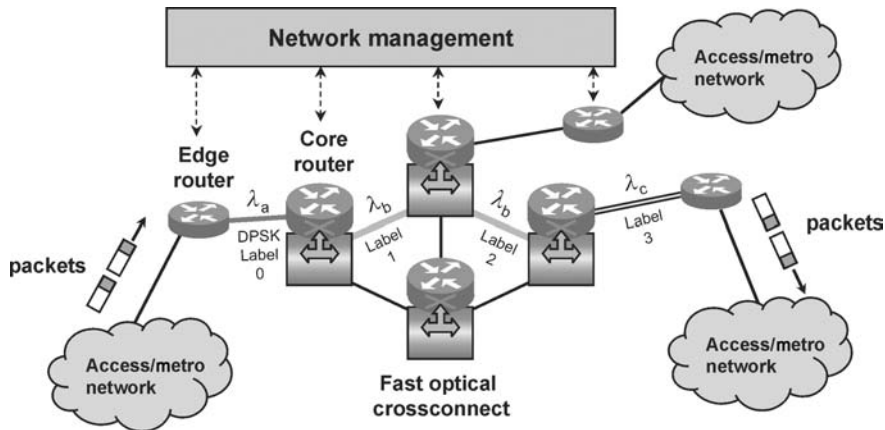 Network management
Access/metro
network
Edge
router
Core
router
λa
λb
λb
λc
DPSK
Label
0
Label
1
Label
2
Label
3
packets
packets
Access/metro
network
Access/metro
network
Fast optical
crossconnect